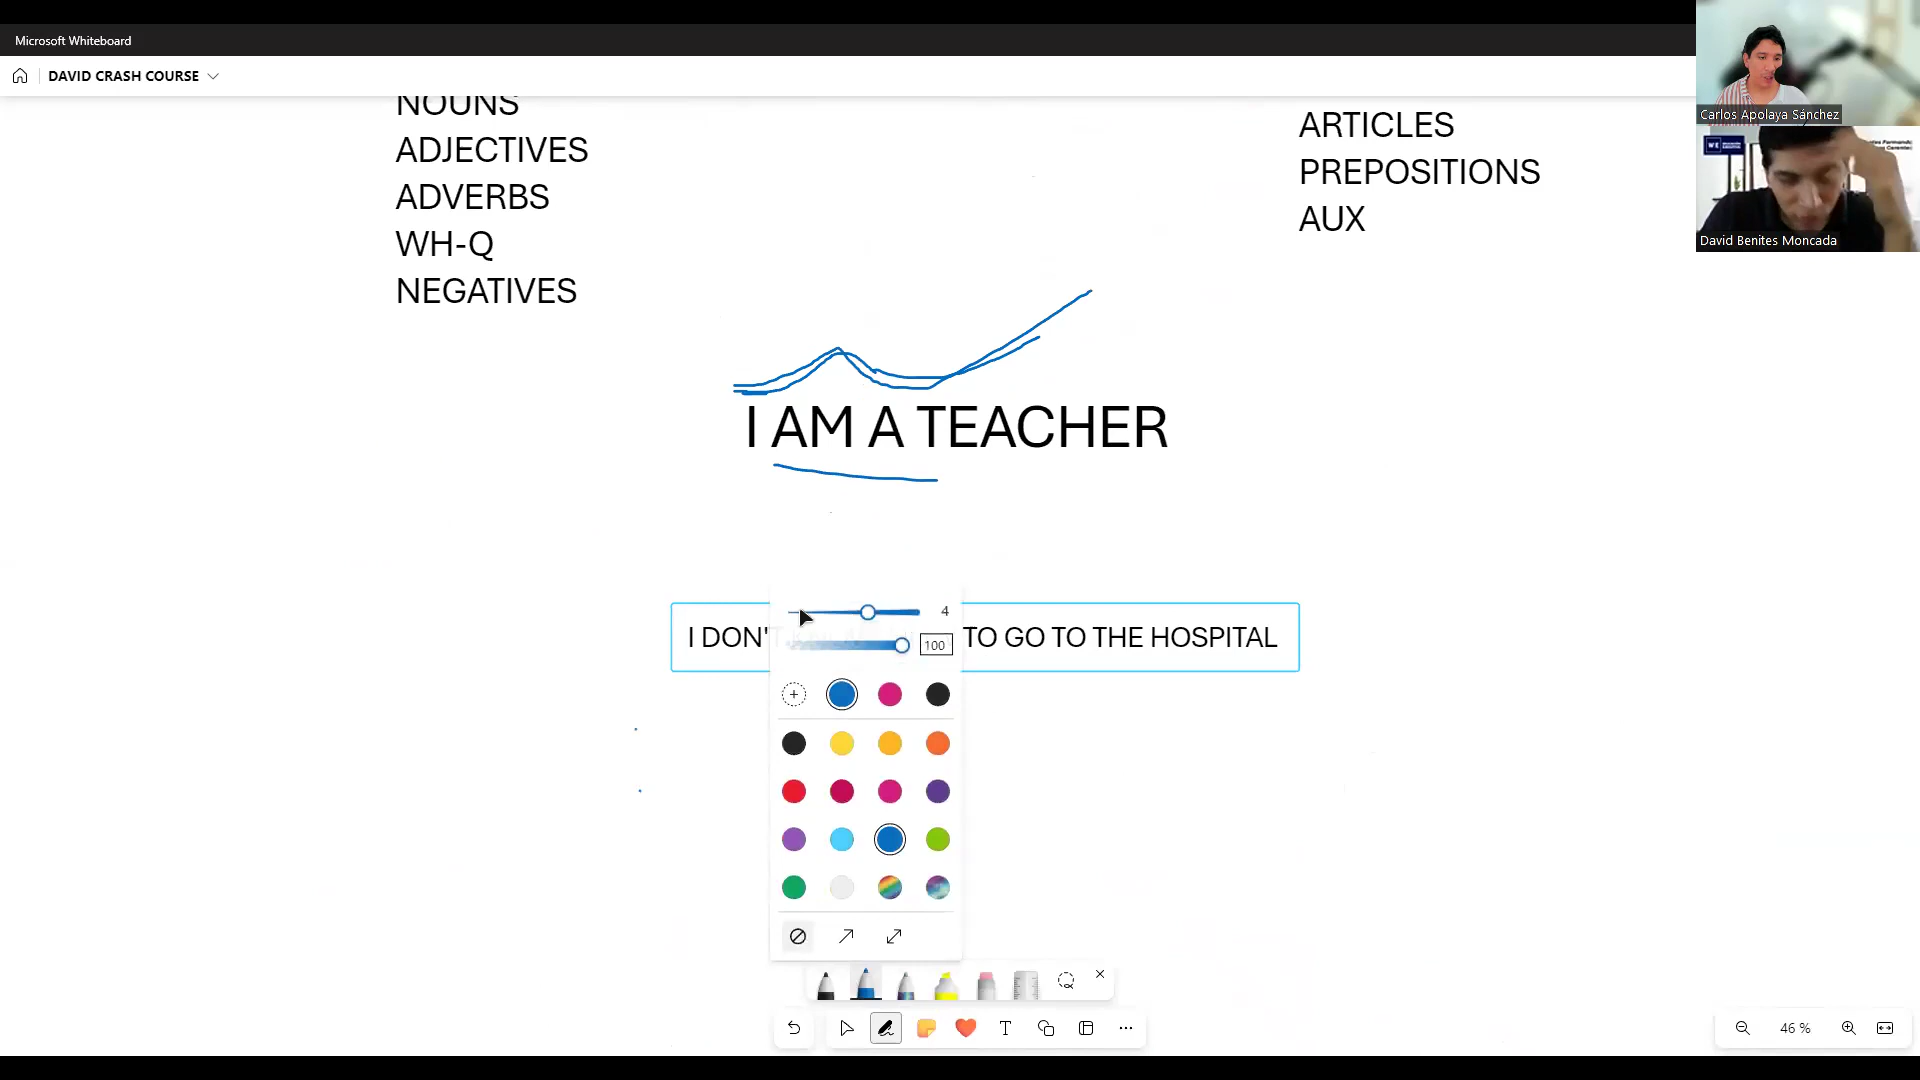 Microsoft Whiteboard
DAVID CRASH COURSE
NOUNS
ADJECTIVES
ADVERBS
WH-Q
NEGATIVES
ARTICLES
PREPOSITIONS
AUX
Carlos Apolaya Sánchez
WE
David Benites Moncada
I AM A TEACHER
4
I DON'T TO GO TO THE HOSPITAL
100
46 %